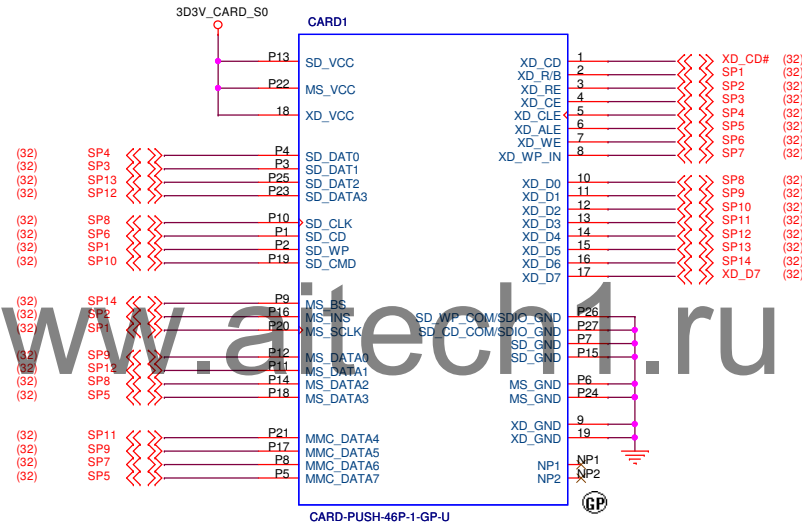 3D3V_CARD_S0
CARD1
P13 SD_VCC
P22 MS_VCC
18 XD_VCC
(32) SP4 P4 SD_DAT0
(32) SP3 P3 SD_DAT1
(32) SP13 P25 SD_DAT2
(32) SP12 P23 SD_DATA3
(32) SP8 P10 SD_CLK
(32) SP6 P1 SD_CD
(32) SP1 P2 SD_WP
(32) SP10 P19 SD_CMD
(32) SP14 P9 MS_BS
(32) SP2 P16 MS_INS
(32) SP1 P20 MS_SCLK
(32) SP9 P12 MS_DATA0
(32) SP12 P11 MS_DATA1
(32) SP8 P14 MS_DATA2
(32) SP5 P18 MS_DATA3
(32) SP11 P21 MMC_DATA4
(32) SP9 P17 MMC_DATA5
(32) SP7 P8 MMC_DATA6
(32) SP5 P5 MMC_DATA7
XD_CD 1 XD_CD# (32)
XD_R/B 2 SP1 (32)
XD_RE 3 SP2 (32)
XD_CE 4 SP3 (32)
XD_CLE 5 SP4 (32)
XD_ALE 6 SP5 (32)
XD_WE 7 SP6 (32)
XD_WP_IN 8 SP7 (32)
XD_D0 10 SP8 (32)
XD_D1 11 SP9 (32)
XD_D2 12 SP10 (32)
XD_D3 13 SP11 (32)
XD_D4 14 SP12 (32)
XD_D5 15 SP13 (32)
XD_D6 16 SP14 (32)
XD_D7 17 XD_D7 (32)
SD_WP_COM/SDIO_GND P26
SD_CD_COM/SDIO_GND P27
SD_GND P7
SD_GND P15
MS_GND P6
MS_GND P24
XD_GND 9
XD_GND 19
NP1 NP1
NP2 NP2
GP
CARD-PUSH-46P-1-GP-U
ww.aitech1.ru